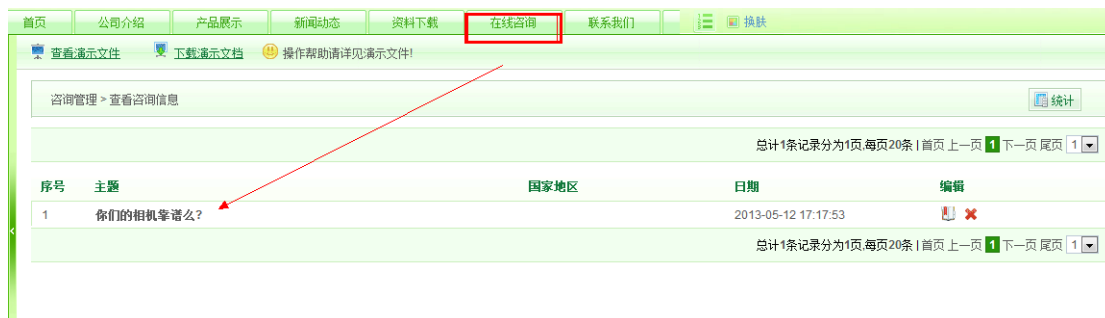 首页 公司介绍 产品展示 新闻动态 资料下载 在线咨询 联系我们 换肤
查看演示文件 下载演示文档 操作帮助请详见演示文件!
咨询管理 > 查看咨询信息 统计
总计1条记录分为1页,每页20条 | 首页 上一页 1 下一页 尾页 1
序号 主题 国家地区 日期 编辑
1 你们的相机靠谱么? 2013-05-12 17:17:53
总计1条记录分为1页,每页20条 | 首页 上一页 1 下一页 尾页 1